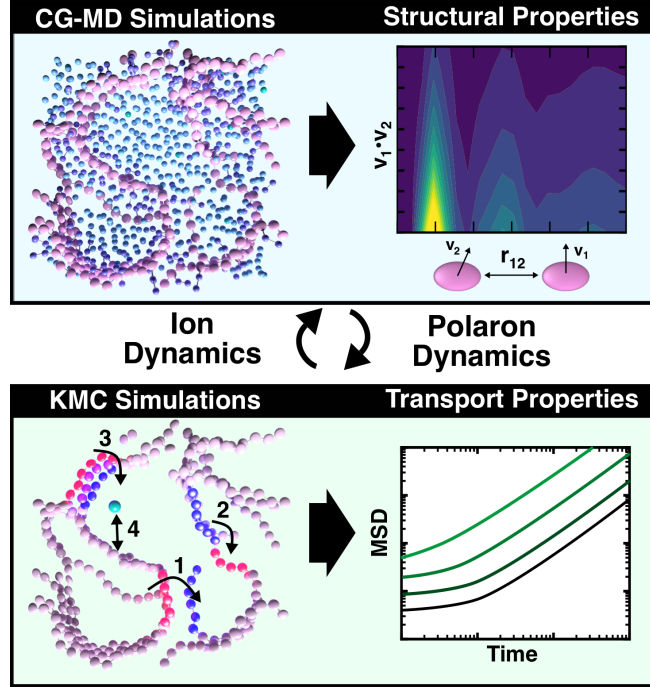 CG-MD Simulations
Structural Properties
v₁•v₂
v₂
r₁₂
v₁
Ion
Dynamics
Polaron
Dynamics
KMC Simulations
Transport Properties
3
4
2
1
MSD
Time